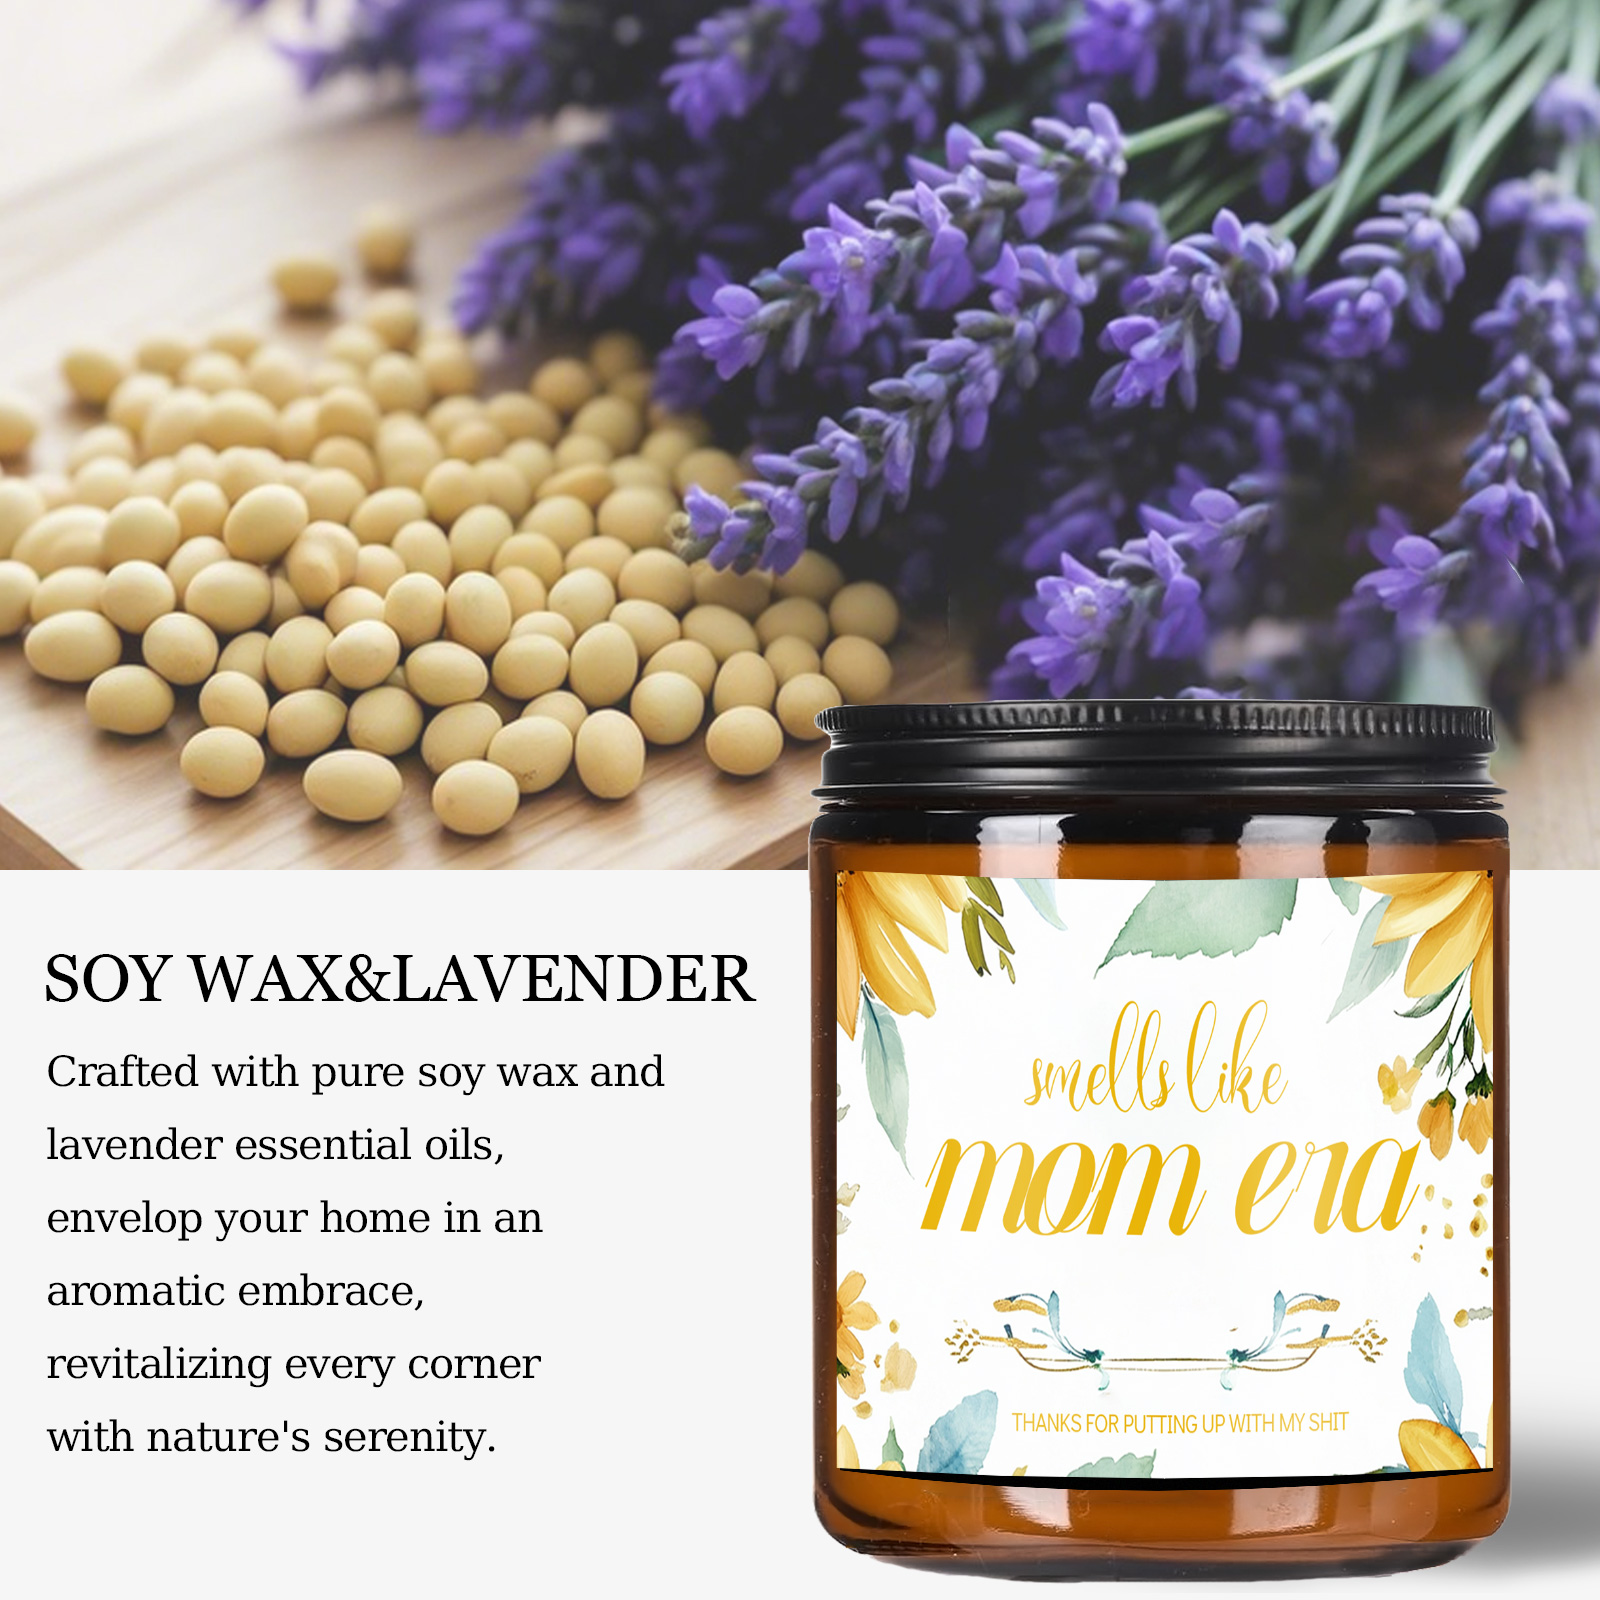 SOY WAX&LAVENDER
Crafted with pure soy wax and
lavender essential oils,
envelop your home in an
aromatic embrace,
revitalizing every corner
with nature's serenity.
smells like
mom era
THANKS FOR PUTTING UP WITH MY SHIT